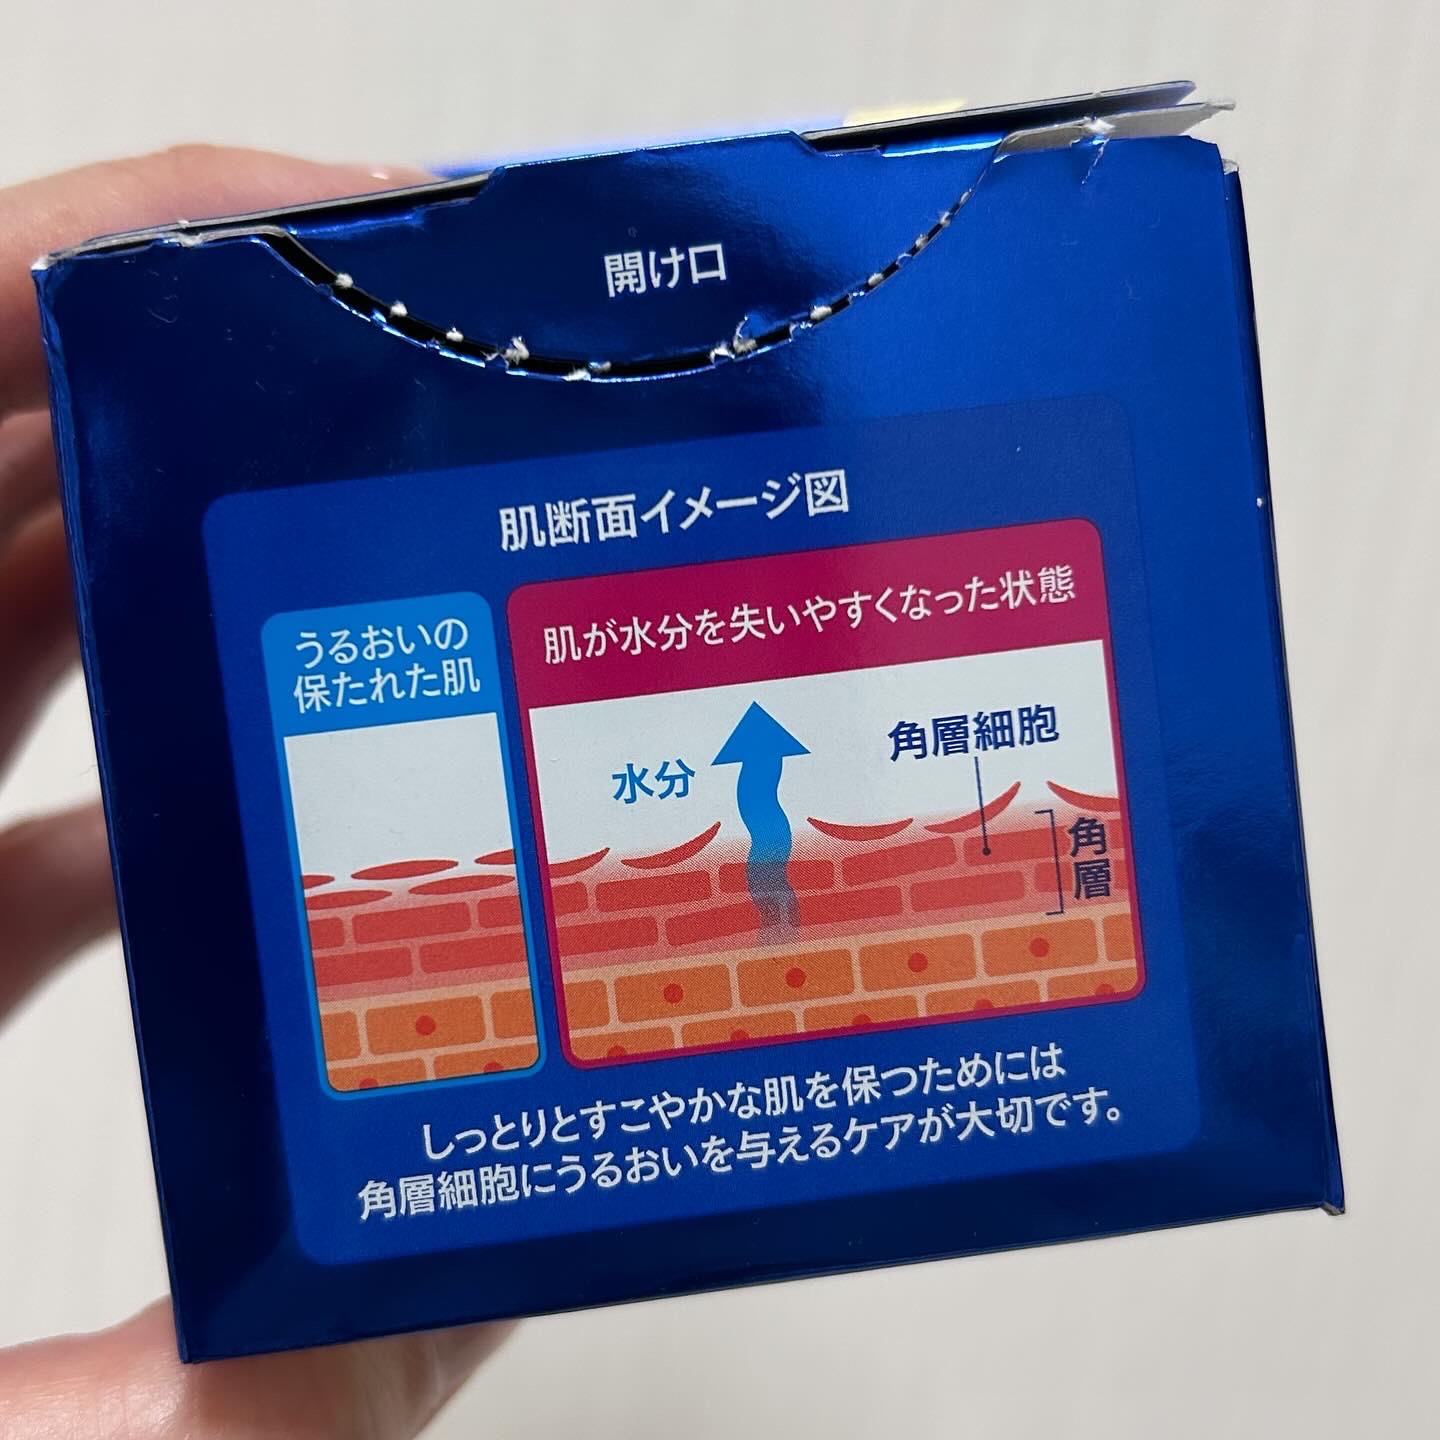 開け口
肌断面イメージ図
うるおいの
保たれた肌
肌が水分を失いやすくなった状態
水分
角層細胞
角層
しっとりとすこやかな肌を保つためには
角層細胞にうるおいを与えるケアが大切です。